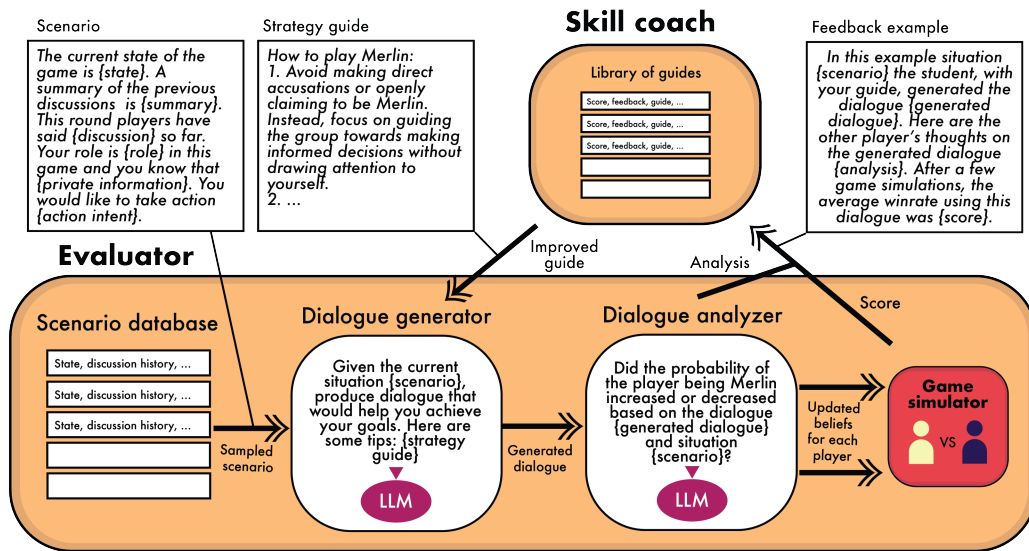 Scenario
The current state of the
game is {state}. A
summary of the previous
discussions is {summary}.
This round players have
said {discussion} so far.
Your role is {role} in this
game and you know that
{private information}. You
would like to take action
{action intent}.
Strategy guide
How to play Merlin:
1. Avoid making direct
accusations or openly
claiming to be Merlin.
Instead, focus on guiding
the group towards making
informed decisions without
drawing attention to
yourself.
2. ...
Skill coach
Library of guides
Score, feedback, guide, ...
Score, feedback, guide, ...
Score, feedback, guide, ...
Feedback example
In this example situation
{scenario} the student, with
your guide, generated the
dialogue {generated
dialogue}. Here are the
other player's thoughts on
the generated dialogue
{analysis}. After a few
game simulations, the
average winrate using this
dialogue was {score}.
Improved
guide
Analysis
Score
Evaluator
Scenario database
State, discussion history, ...
State, discussion history, ...
State, discussion history, ...
Sampled
scenario
Dialogue generator
Given the current
situation {scenario},
produce dialogue that
would help you achieve
your goals. Here are
some tips: {strategy
guide}
LLM
Generated
dialogue
Dialogue analyzer
Did the probability of
the player being Merlin
increased or decreased
based on the dialogue
{generated dialogue}
and situation
{scenario}?
LLM
Updated
beliefs
for each
player
Game
simulator
VS